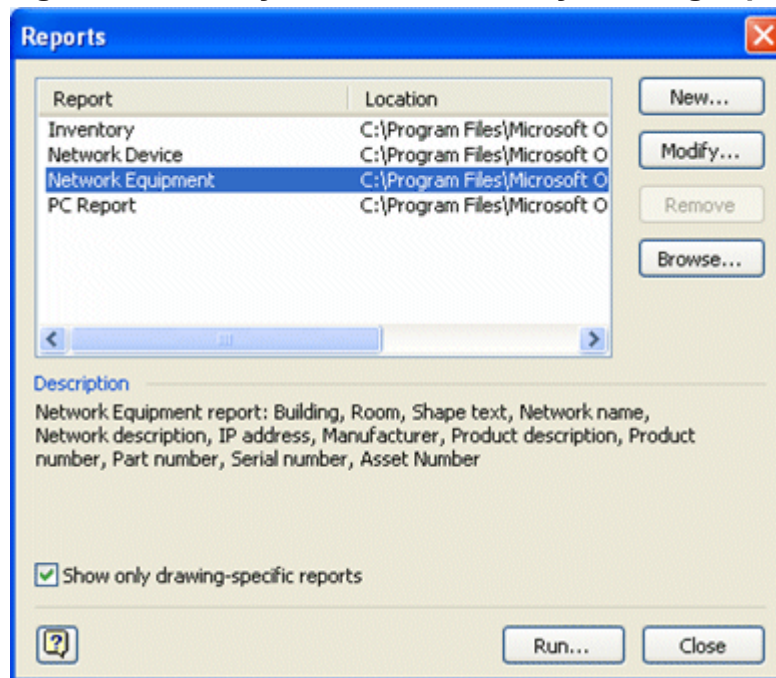 Reports
Report Location
Inventory C:\Program Files\Microsoft O
Network Device C:\Program Files\Microsoft O
Network Equipment C:\Program Files\Microsoft O
PC Report C:\Program Files\Microsoft O
New...
Modify...
Remove
Browse...
Description
Network Equipment report: Building, Room, Shape text, Network name,
Network description, IP address, Manufacturer, Product description, Product
number, Part number, Serial number, Asset Number
Show only drawing-specific reports
Run... Close